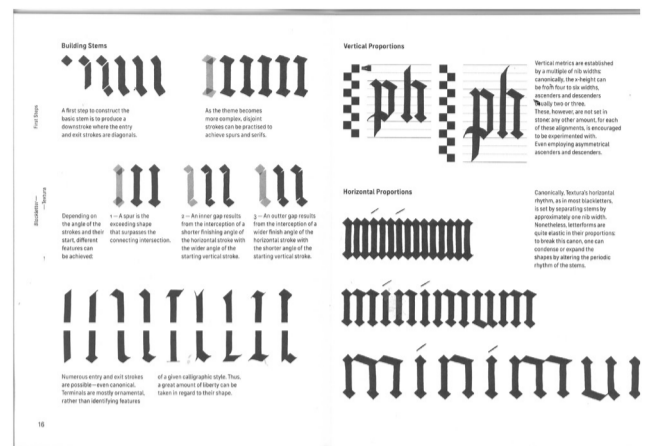 Building Stems
A first step to construct the
basic stem is to produce a
downstroke where the entry
and exit strokes are diagonals.
As the theme becomes
more complex, disjoint
strokes can be practised to
achieve spurs and serifs.
First Steps
Blackletter—
—Textura
Depending on
the angle of the
strokes and their
start, different
features can
be achieved:
1 — A spur is the
exceeding shape
that surpasses the
connecting intersection.
2 — An inner gap results
from the interception of a
shorter finishing angle of
the horizontal stroke with
the wider angle of the
starting vertical stroke.
3 — An outter gap results
from the interception of a
wider finish angle of the
horizontal stroke with
the shorter angle of the
starting vertical stroke.
Numerous entry and exit strokes
are possible—even canonical.
Terminals are mostly ornamental,
rather than identifying features
of a given calligraphic style. Thus,
a great amount of liberty can be
taken in regard to their shape.
16
Vertical Proportions
ph
ph
Vertical metrics are established
by a multiple of nib widths:
canonically, the x-height can
be from four to six widths,
ascenders and descenders
usually two or three.
These, however, are not set in
stone: any other amount, for each
of these alignments, is encouraged
to be experimented with.
Even employing asymmetrical
ascenders and descenders.
Horizontal Proportions
minimum
minimum
minimu
Canonically, Textura's horizontal
rhythm, as in most blackletters,
is set by separating stems by
approximately one nib width.
Nonetheless, letterforms are
quite elastic in their proportions:
to break this canon, one can
condense or expand the
shapes by altering the periodic
rhythm of the stems.